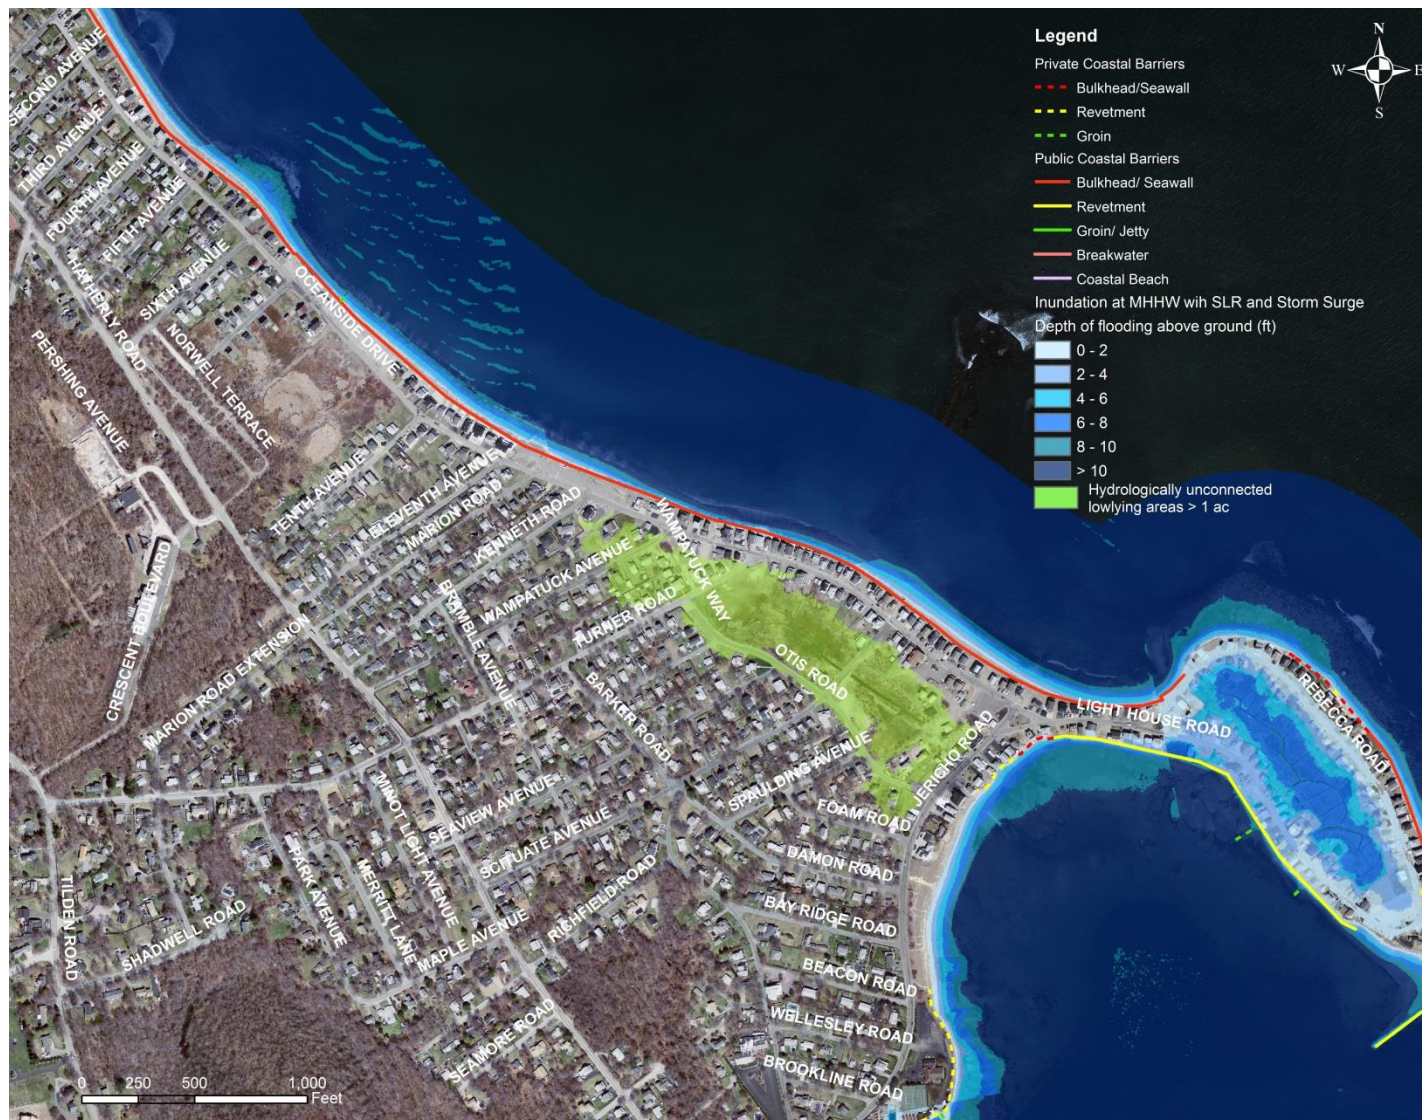 Legend
Private Coastal Barriers
Bulkhead/Seawall
Revetment
Groin
Public Coastal Barriers
Bulkhead/ Seawall
Revetment
Groin/ Jetty
Breakwater
Coastal Beach
Inundation at MHHW wih SLR and Storm Surge
Depth of flooding above ground (ft)
0 - 2
2 - 4
4 - 6
6 - 8
8 - 10
> 10
Hydrologically unconnected
lowlying areas > 1 ac
N
W
E
S
SECOND AVENUE
THIRD AVENUE
FOURTH AVENUE
FIFTH AVENUE
SIXTH AVENUE
HATHERLY ROAD
NORWELL TERRACE
PERSHING AVENUE
OCEANSIDE DRIVE
TENTH AVENUE
ELEVENTH AVENUE
MARION ROAD
KENNETH ROAD
WAMPATUCK AVENUE
WAMPATUCK WAY
TURNER ROAD
OTIS ROAD
BRAMBLE AVENUE
BARKER ROAD
CRESCENT BOULEVARD
MARION ROAD EXTENSION
LIGHT HOUSE ROAD
REBECCA ROAD
JERICHO ROAD
SPAULDING AVENUE
FOAM ROAD
DAMON ROAD
BAY RIDGE ROAD
BEACON ROAD
WELLESLEY ROAD
BROOKLINE ROAD
SEAVIEW AVENUE
SCITUATE AVENUE
RICHFIELD ROAD
MINOT LIGHT AVENUE
MERRITT LANE
PARK AVENUE
MAPLE AVENUE
SEAMORE ROAD
SHADWELL ROAD
TILDEN ROAD
0 250 500 1,000
Feet